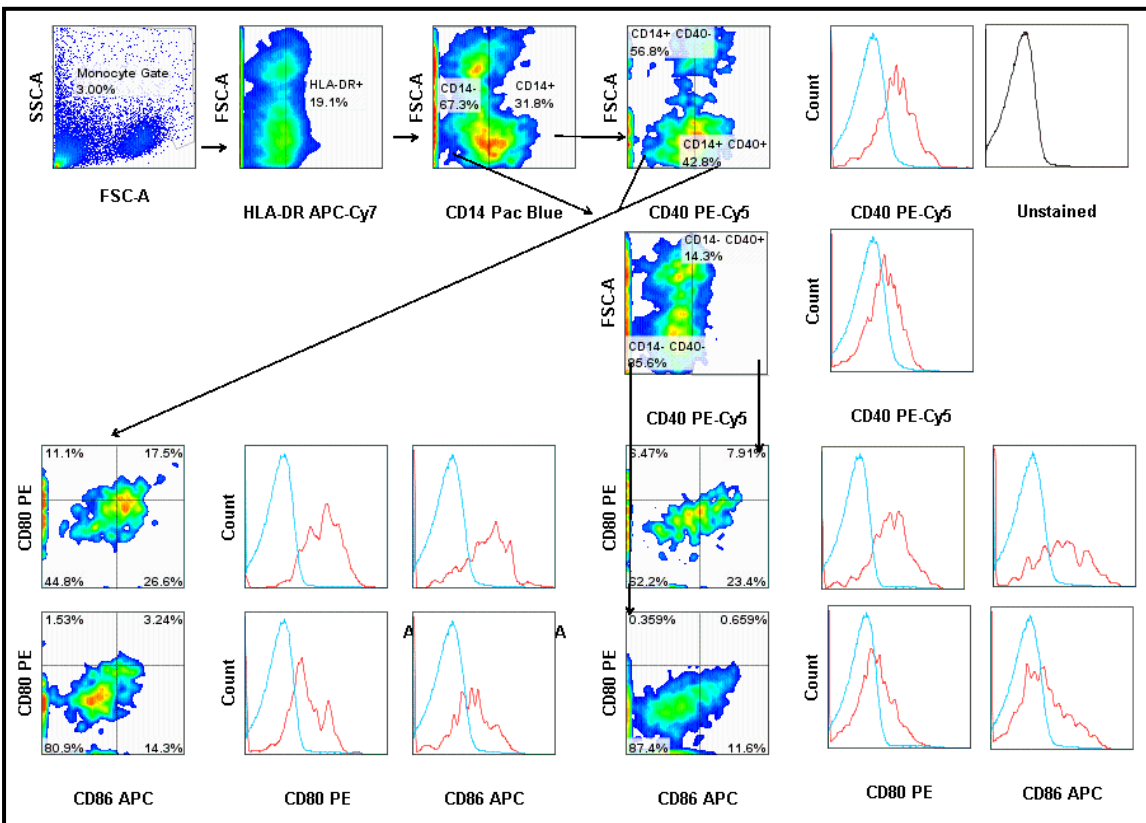 SSC-A
Monocyte Gate
3.00%
FSC-A
FSC-A
HLA-DR+
19.1%
HLA-DR APC-Cy7
FSC-A
CD14-
67.3%
CD14+
31.8%
CD14 Pac Blue
FSC-A
CD14+ CD40-
56.8%
CD14+ CD40+
42.8%
CD40 PE-Cy5
Count
CD40 PE-Cy5
Unstained
FSC-A
CD14- CD40+
14.3%
CD14- CD40-
85.6%
CD40 PE-Cy5
Count
CD40 PE-Cy5
CD80 PE
11.1% 17.5%
44.8% 26.6%
Count
CD80 PE
6.47% 7.91%
62.2% 23.4%
Count
CD80 PE
1.53% 3.24%
80.9% 14.3%
CD86 APC
Count
CD80 PE
A A
CD86 APC
CD80 PE
0.359% 0.659%
87.4% 11.6%
CD86 APC
Count
CD80 PE
CD86 APC